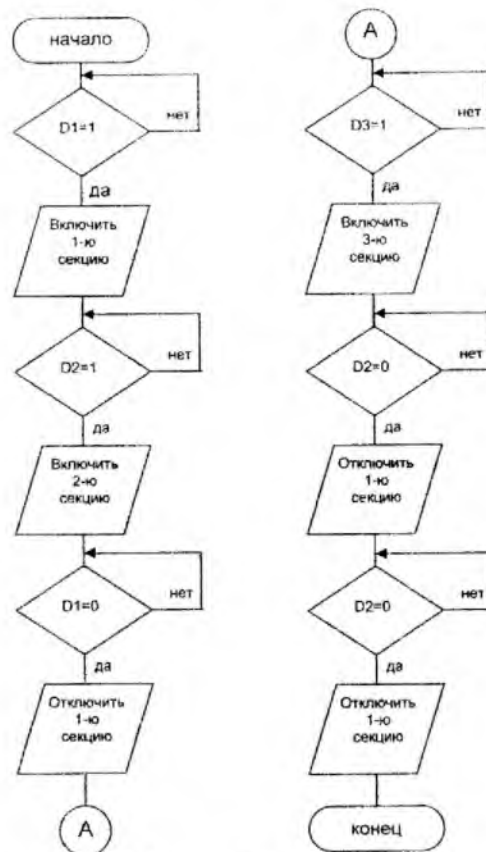 начало
нет
D1=1
да
Включить
1-ю
секцию
нет
D2=1
да
Включить
2-ю
секцию
нет
D1=0
да
Отключить
1-ю
секцию
А
А
D3=1
нет
да
Включить
3-ю
секцию
нет
D2=0
да
Отключить
1-ю
секцию
нет
D2=0
да
Отключить
1-ю
секцию
конец